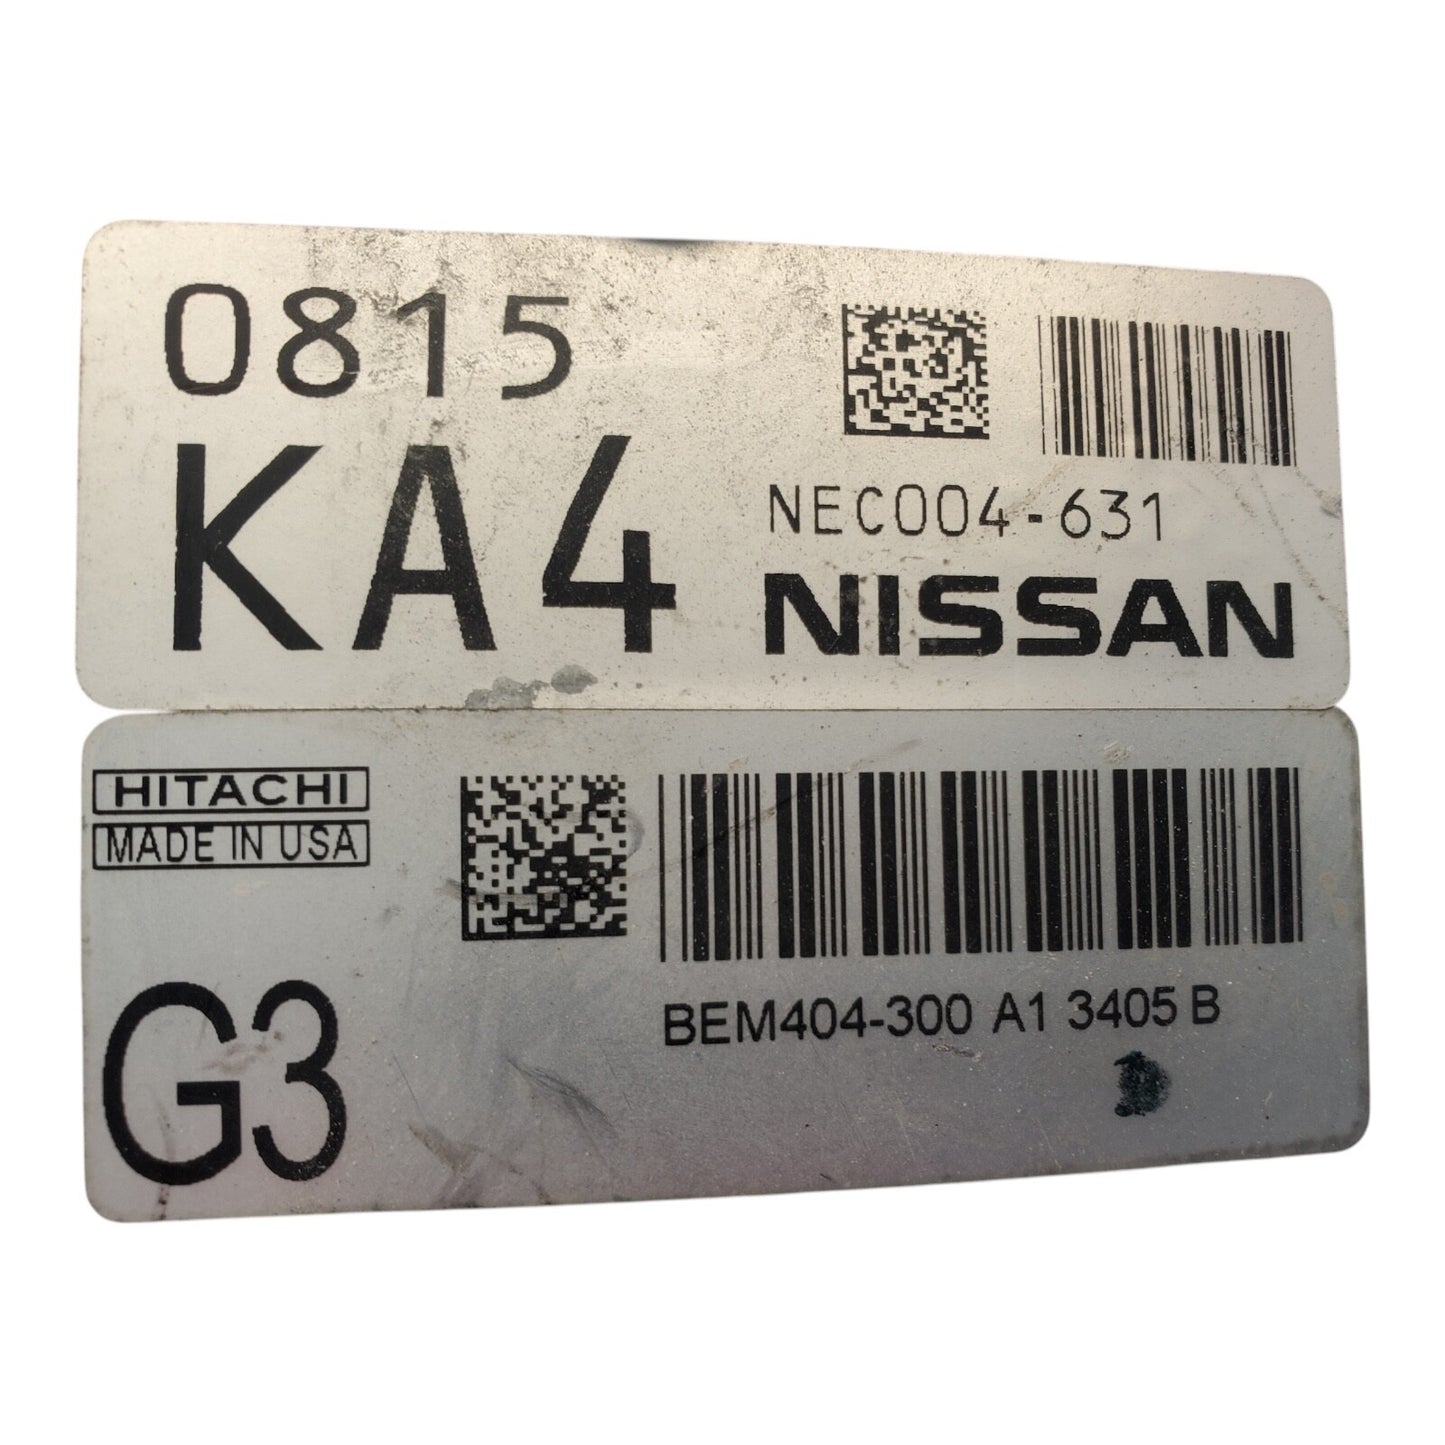 0815
KA4
NEC004-631
NISSAN
HITACHI
MADE IN USA
G3
BEM404-300 A1 3405 B